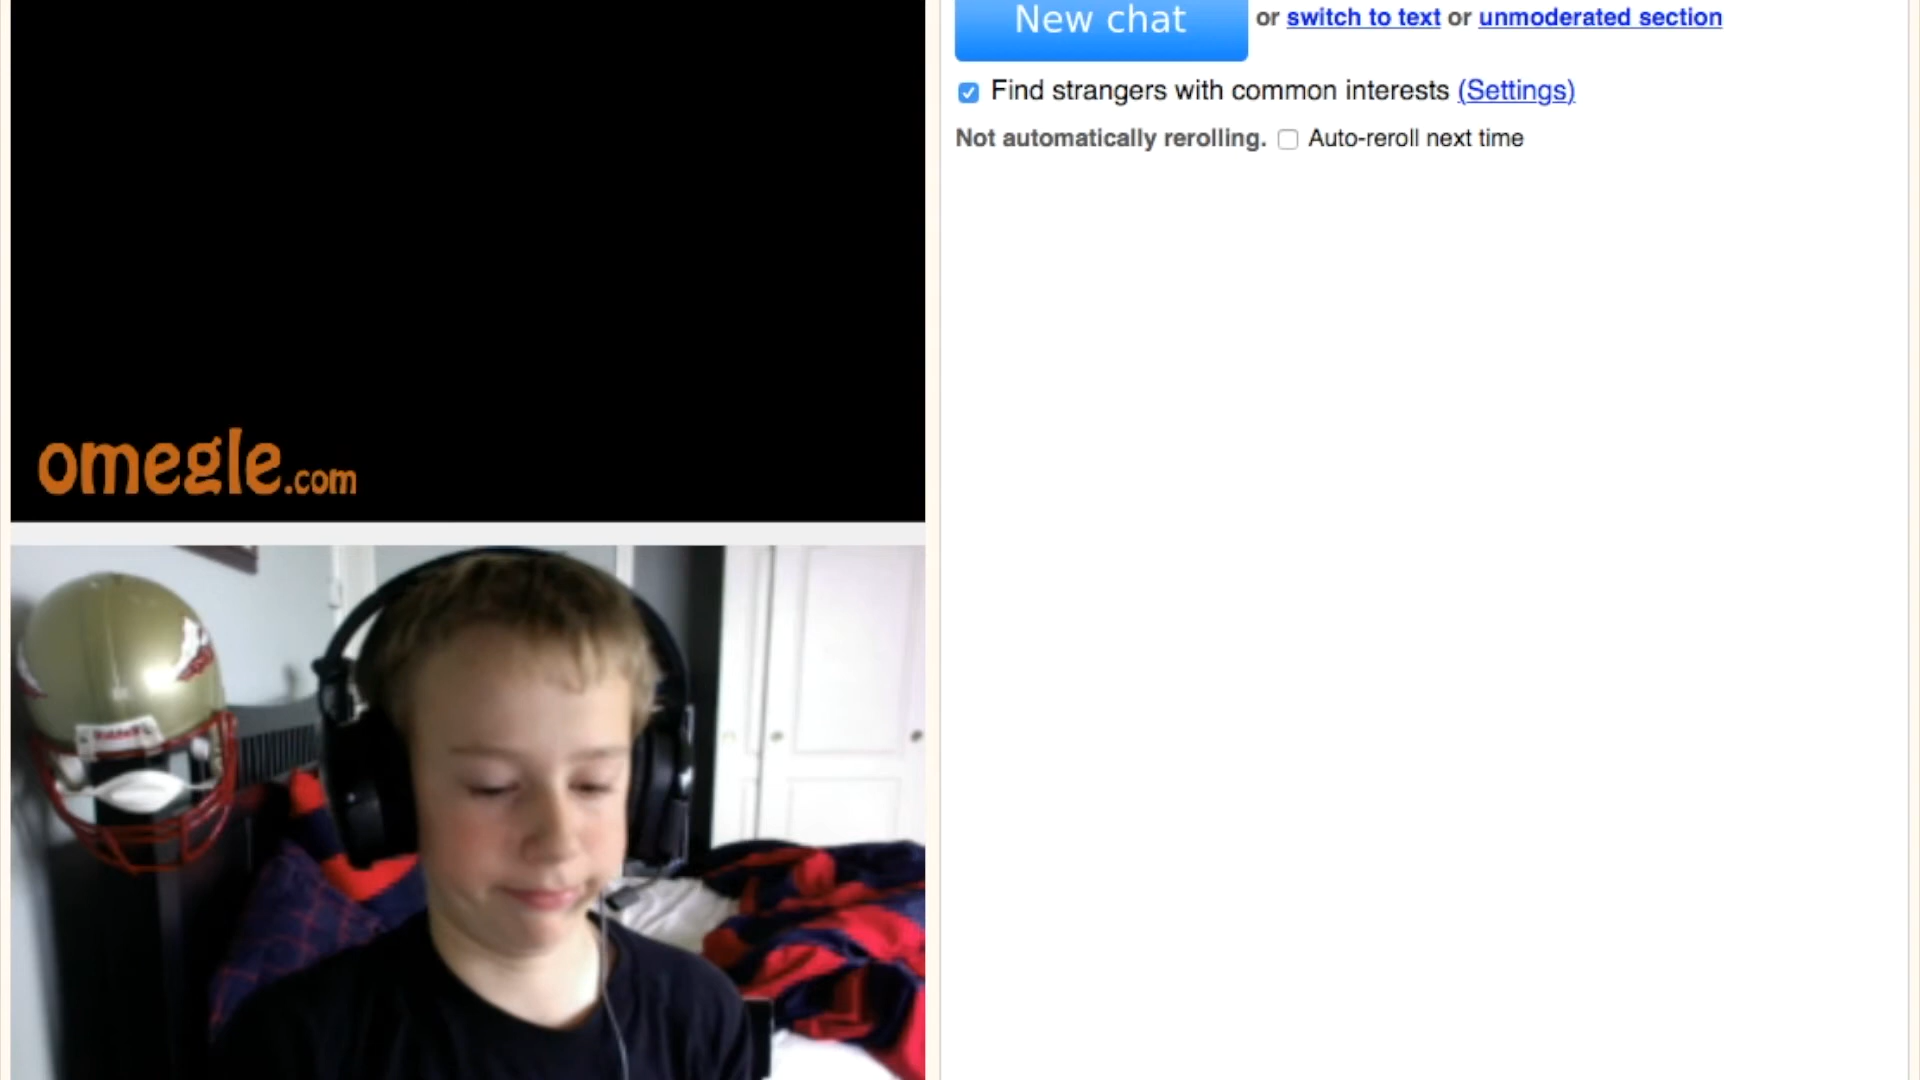 New chat or switch to text or unmoderated section
Find strangers with common interests (Settings)
Not automatically rerolling. Auto-reroll next time
omegle.com
Riddell